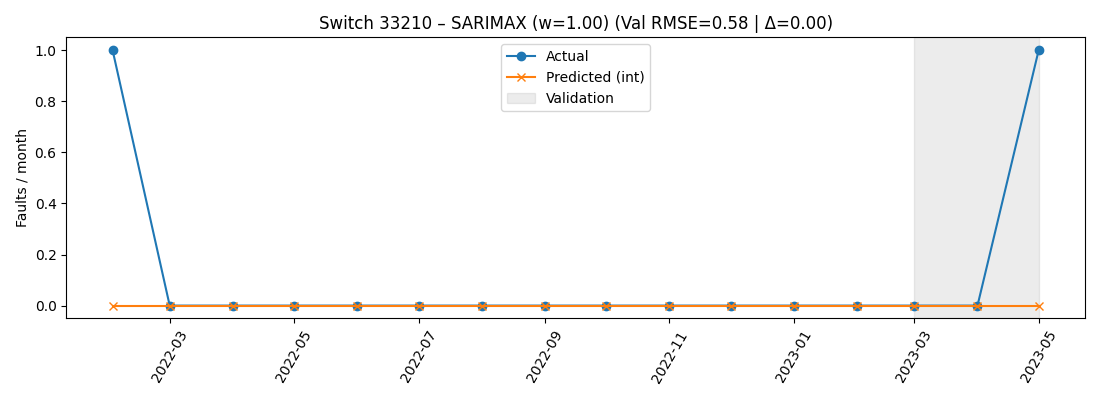 Switch 33210 – SARIMAX (w=1.00) (Val RMSE=0.58 | Δ=0.00)
Faults / month
1.0
0.8
0.6
0.4
0.2
0.0
Actual
Predicted (int)
Validation
2022-03
2022-05
2022-07
2022-09
2022-11
2023-01
2023-03
2023-05